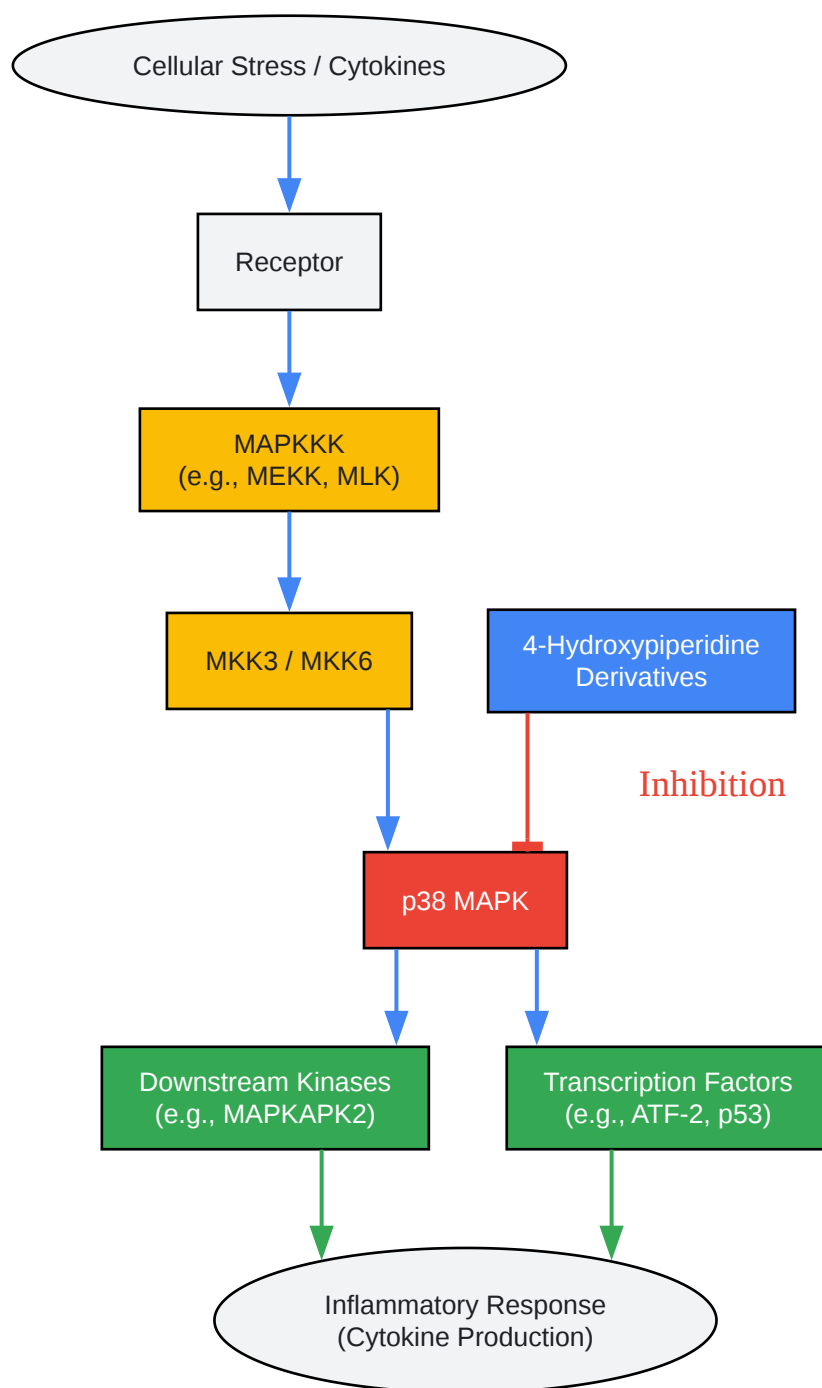 Cellular Stress / Cytokines
Receptor
MAPKKK
(e.g., MEKK, MLK)
MKK3 / MKK6
4-Hydroxypiperidine
Derivatives
Inhibition
p38 MAPK
Downstream Kinases
(e.g., MAPKAPK2)
Transcription Factors
(e.g., ATF-2, p53)
Inflammatory Response
(Cytokine Production)